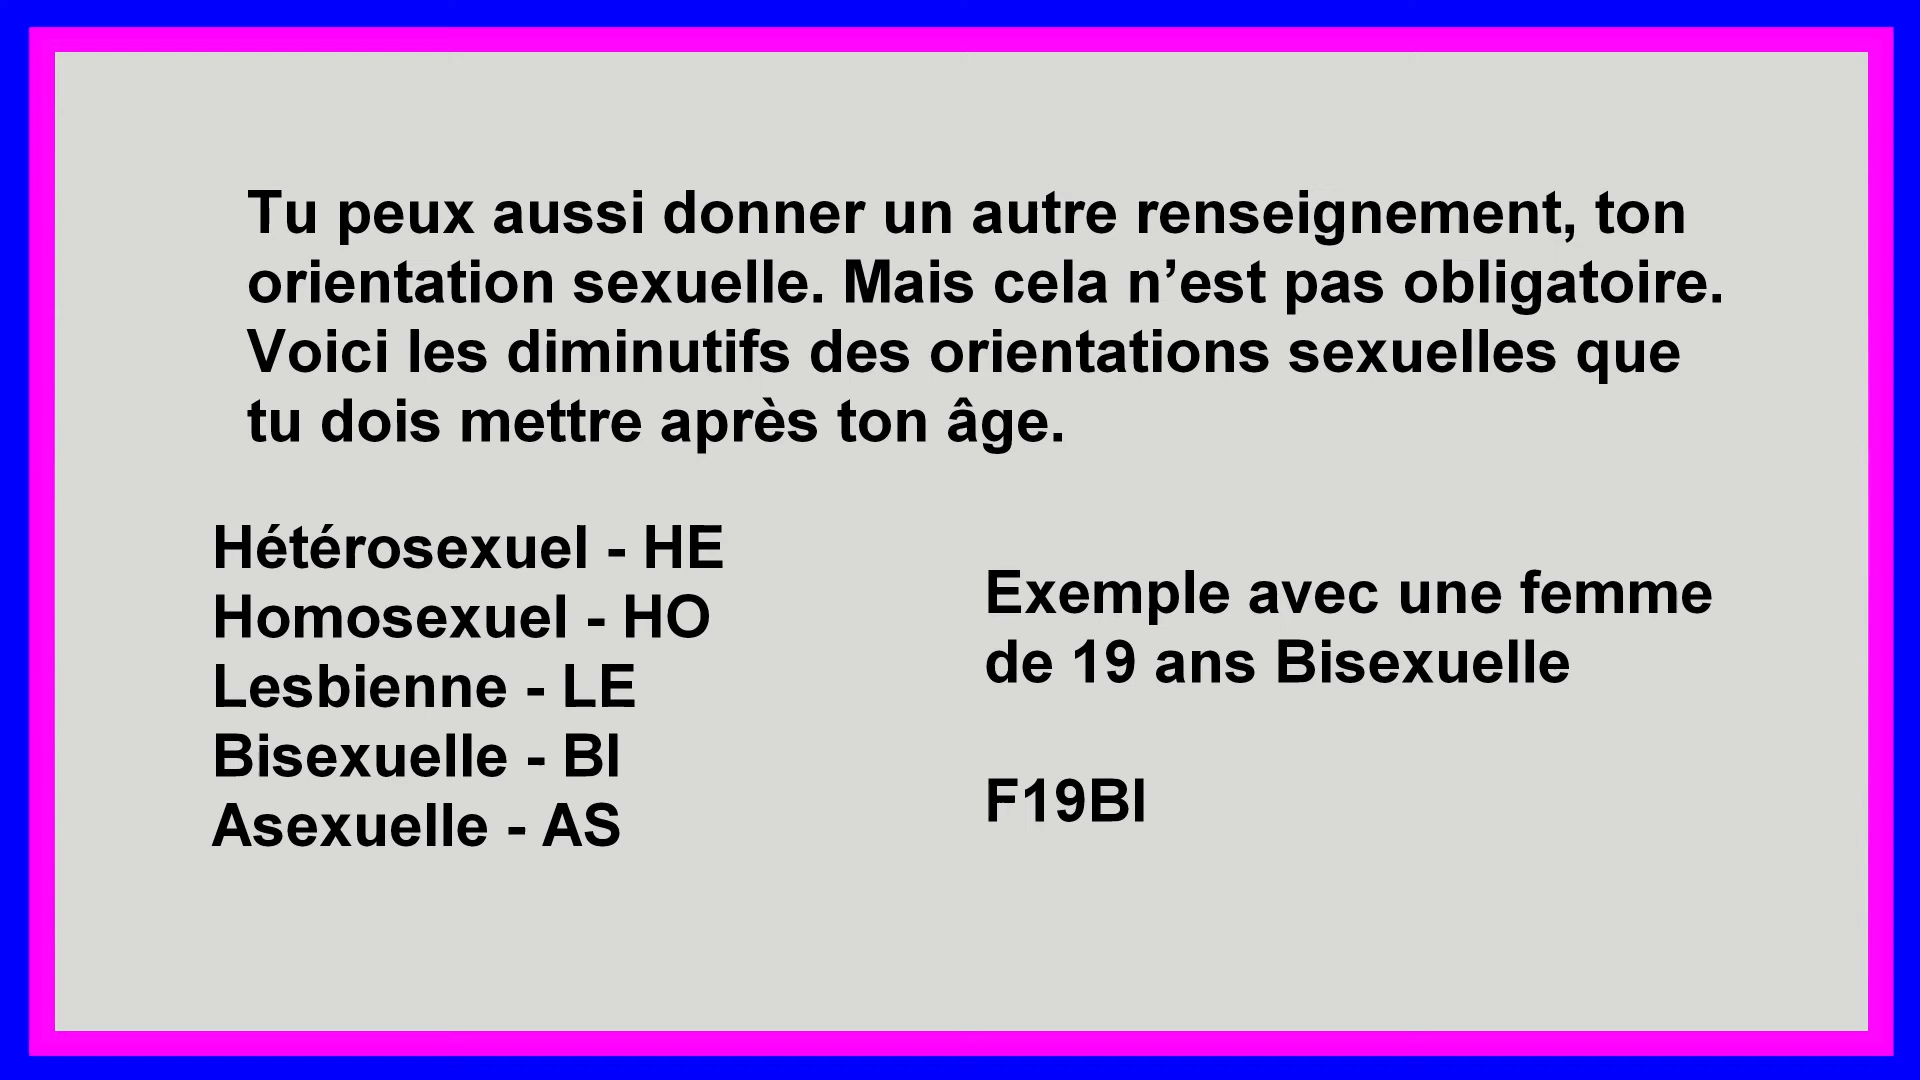 Tu peux aussi donner un autre renseignement, ton
orientation sexuelle. Mais cela n’est pas obligatoire.
Voici les diminutifs des orientations sexuelles que
tu dois mettre après ton âge.
Hétérosexuel - HE
Homosexuel - HO
Lesbienne - LE
Bisexuelle - BI
Asexuelle - AS
Exemple avec une femme
de 19 ans Bisexuelle
F19BI